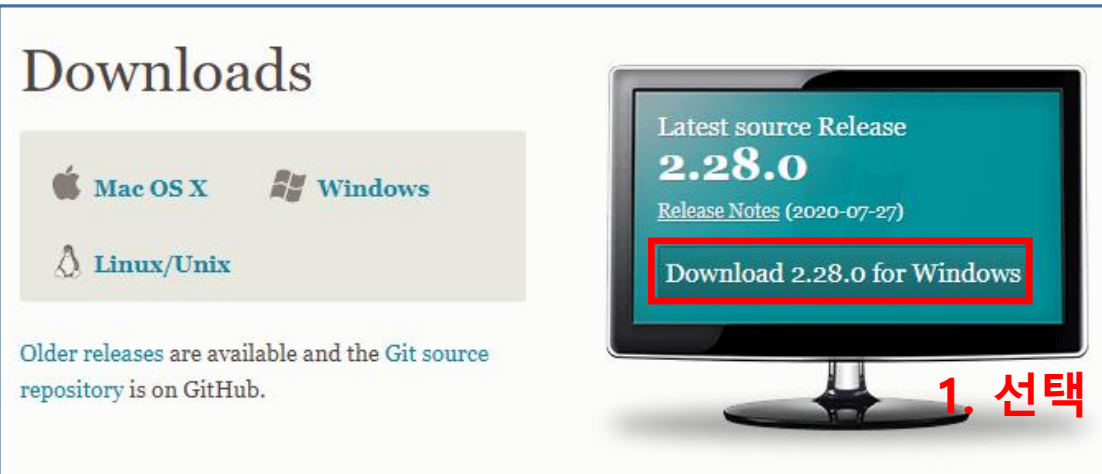 Downloads
Mac OS X
Windows
Linux/Unix
Older releases are available and the Git source
repository is on GitHub.
Latest source Release
2.28.0
Release Notes (2020-07-27)
Download 2.28.0 for Windows
1. 선택